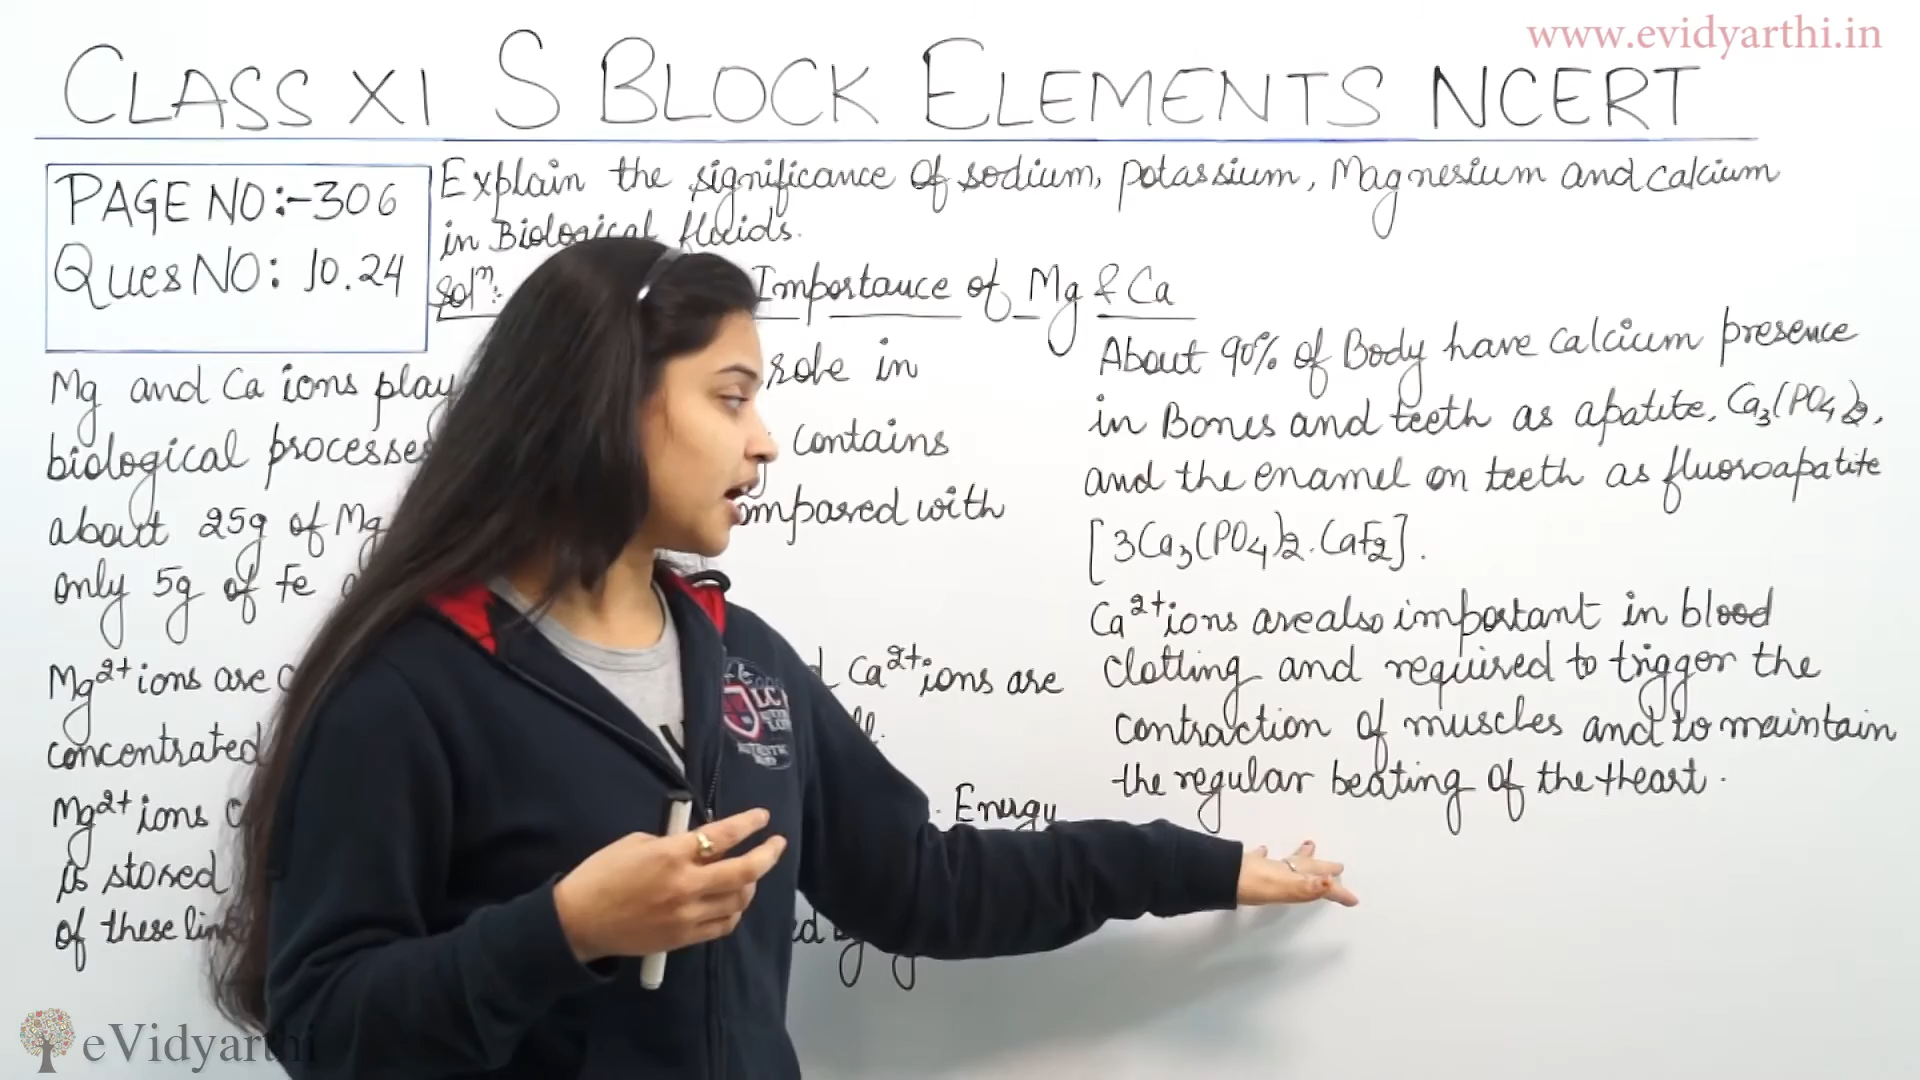 www.evidyarthi.in
CLASS XI S BLOCK ELEMENTS NCERT
PAGE NO:-306
Ques NO: 10.24
Explain the significance of sodium, potassium, Magnesium and calcium
in Biological fluids.
Solⁿ: Importance of Mg & Ca
Mg and Ca ions play role in
biological processes contains
about 25g of Mg compared with
only 5g of Fe
Mg²⁺ ions are Ca²⁺ ions are
concentrated
Mg²⁺ ions Energy
is stored
of these
About 90% of Body have calcium presence
in Bones and teeth as apatite, Ca₃(PO₄)₂,
and the enamel on teeth as fluoroapatite
[3Ca₃(PO₄)₂.CaF₂].
Ca²⁺ ions are also important in blood
clotting and required to trigger the
contraction of muscles and to maintain
the regular beating of the Heart.
eVidyarthi